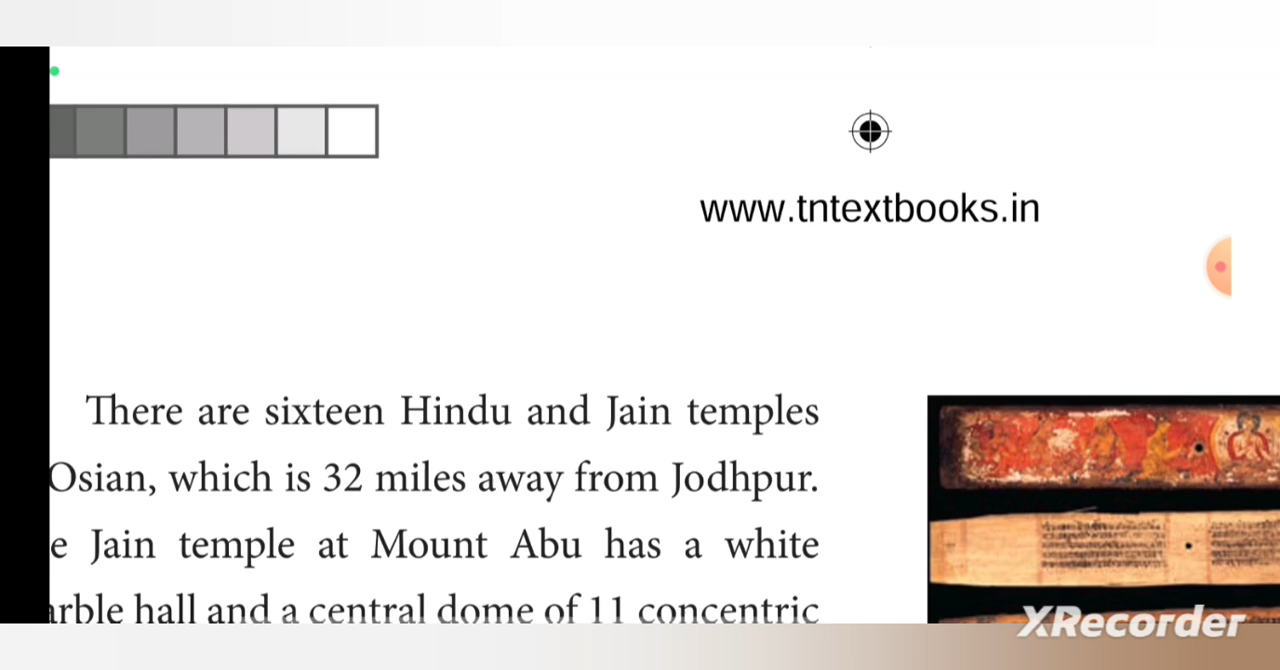 www.tntextbooks.in
There are sixteen Hindu and Jain temples
Osian, which is 32 miles away from Jodhpur.
e Jain temple at Mount Abu has a white
arble hall and a central dome of 11 concentric
XRecorder